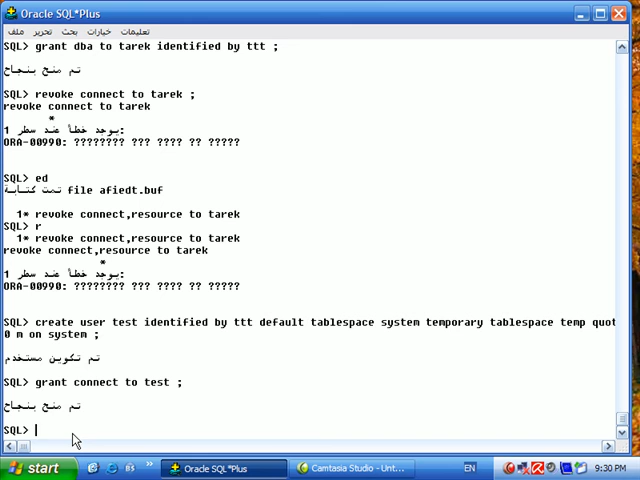 Oracle SQL*Plus
ملف تحرير بحث خيارات تعليمات
SQL> grant dba to tarek identified by ttt ;
تم منح بنجاح
SQL> revoke connect to tarek ;
revoke connect to tarek
*
يوجد خطأ عند سطر 1:
ORA-00990: ???????? ??? ???? ?? ?????
SQL> ed
تمت كتابة file afiedt.buf
1* revoke connect,resource to tarek
SQL> r
1* revoke connect,resource to tarek
revoke connect,resource to tarek
*
يوجد خطأ عند سطر 1:
ORA-00990: ???????? ??? ???? ?? ?????
SQL> create user test identified by ttt default tablespace system temporary tablespace temp quot
0 m on system ;
تم تكوين مستخدم
SQL> grant connect to test ;
تم منح بنجاح
SQL>
start
Oracle SQL*Plus
Camtasia Studio - Unt...
EN
9:30 PM